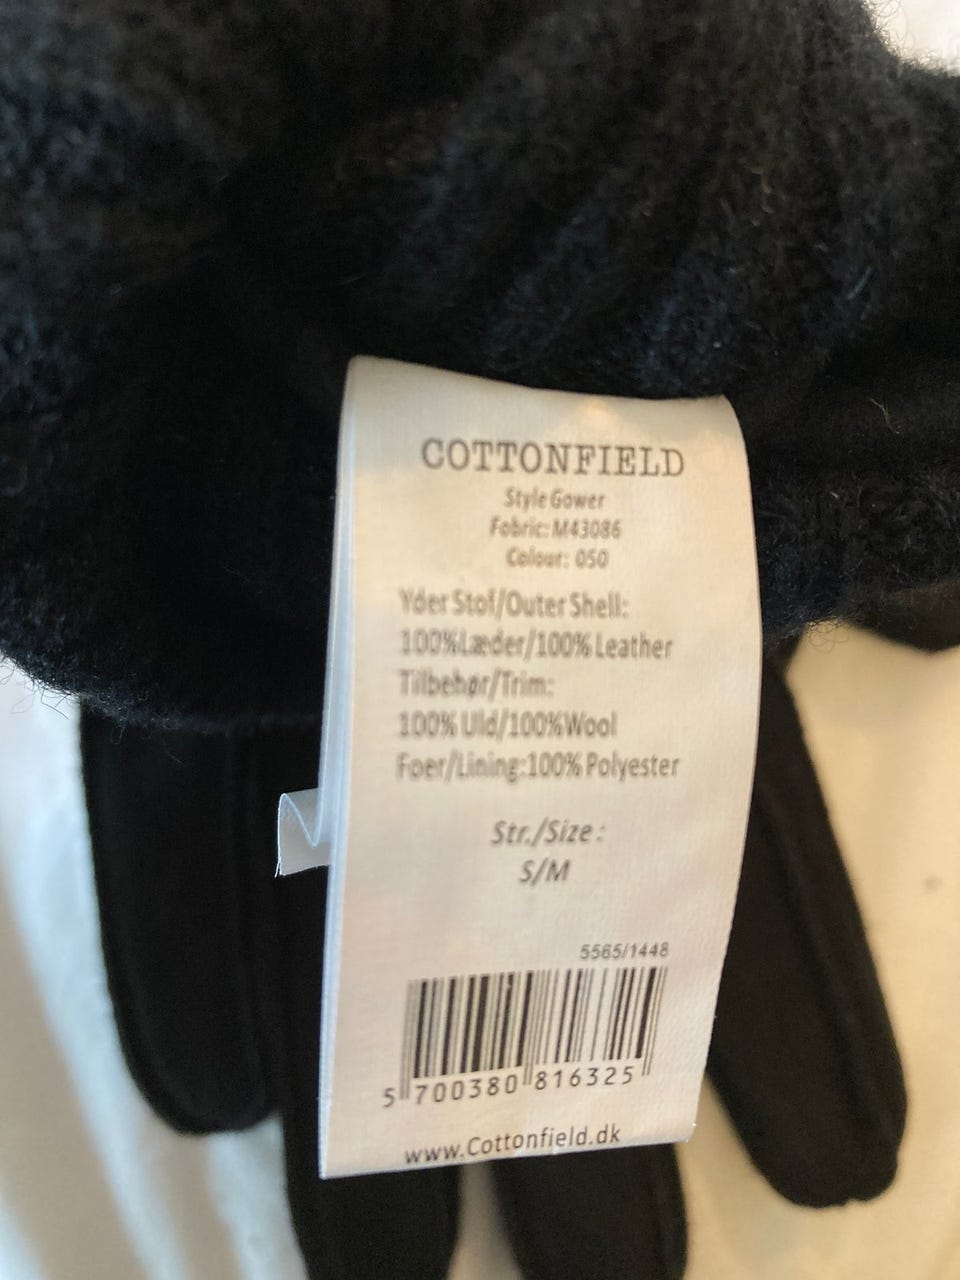 COTTONFIELD
Style Gower
Fabric: M43086
Colour: 050
Yder Stof/Outer Shell:
100%Læder/100% Leather
Tilbehør/Trim:
100% Uld/100%Wool
Foer/Lining:100% Polyester
Str./Size :
S/M
5565/1448
5 700380 816325
www.Cottonfield.dk